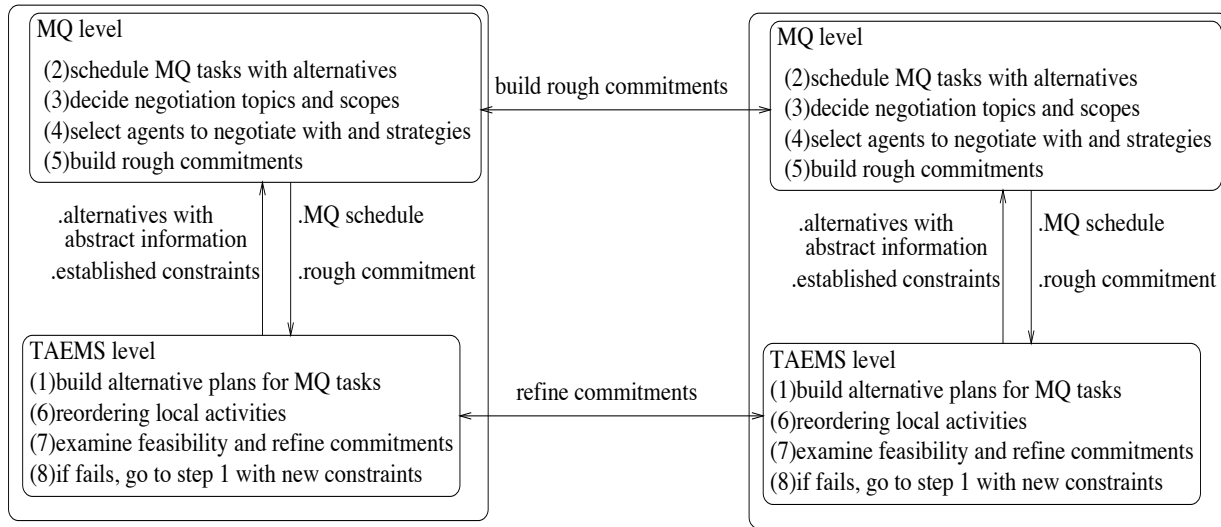 MQ level
(2)schedule MQ tasks with alternatives
(3)decide negotiation topics and scopes
(4)select agents to negotiate with and strategies
(5)build rough commitments
.alternatives with
abstract information
.established constraints
.MQ schedule
.rough commitment
TAEMS level
(1)build alternative plans for MQ tasks
(6)reordering local activities
(7)examine feasibility and refine commitments
(8)if fails, go to step 1 with new constraints
build rough commitments
refine commitments
MQ level
(2)schedule MQ tasks with alternatives
(3)decide negotiation topics and scopes
(4)select agents to negotiate with and strategies
(5)build rough commitments
.alternatives with
abstract information
.established constraints
.MQ schedule
.rough commitment
TAEMS level
(1)build alternative plans for MQ tasks
(6)reordering local activities
(7)examine feasibility and refine commitments
(8)if fails, go to step 1 with new constraints